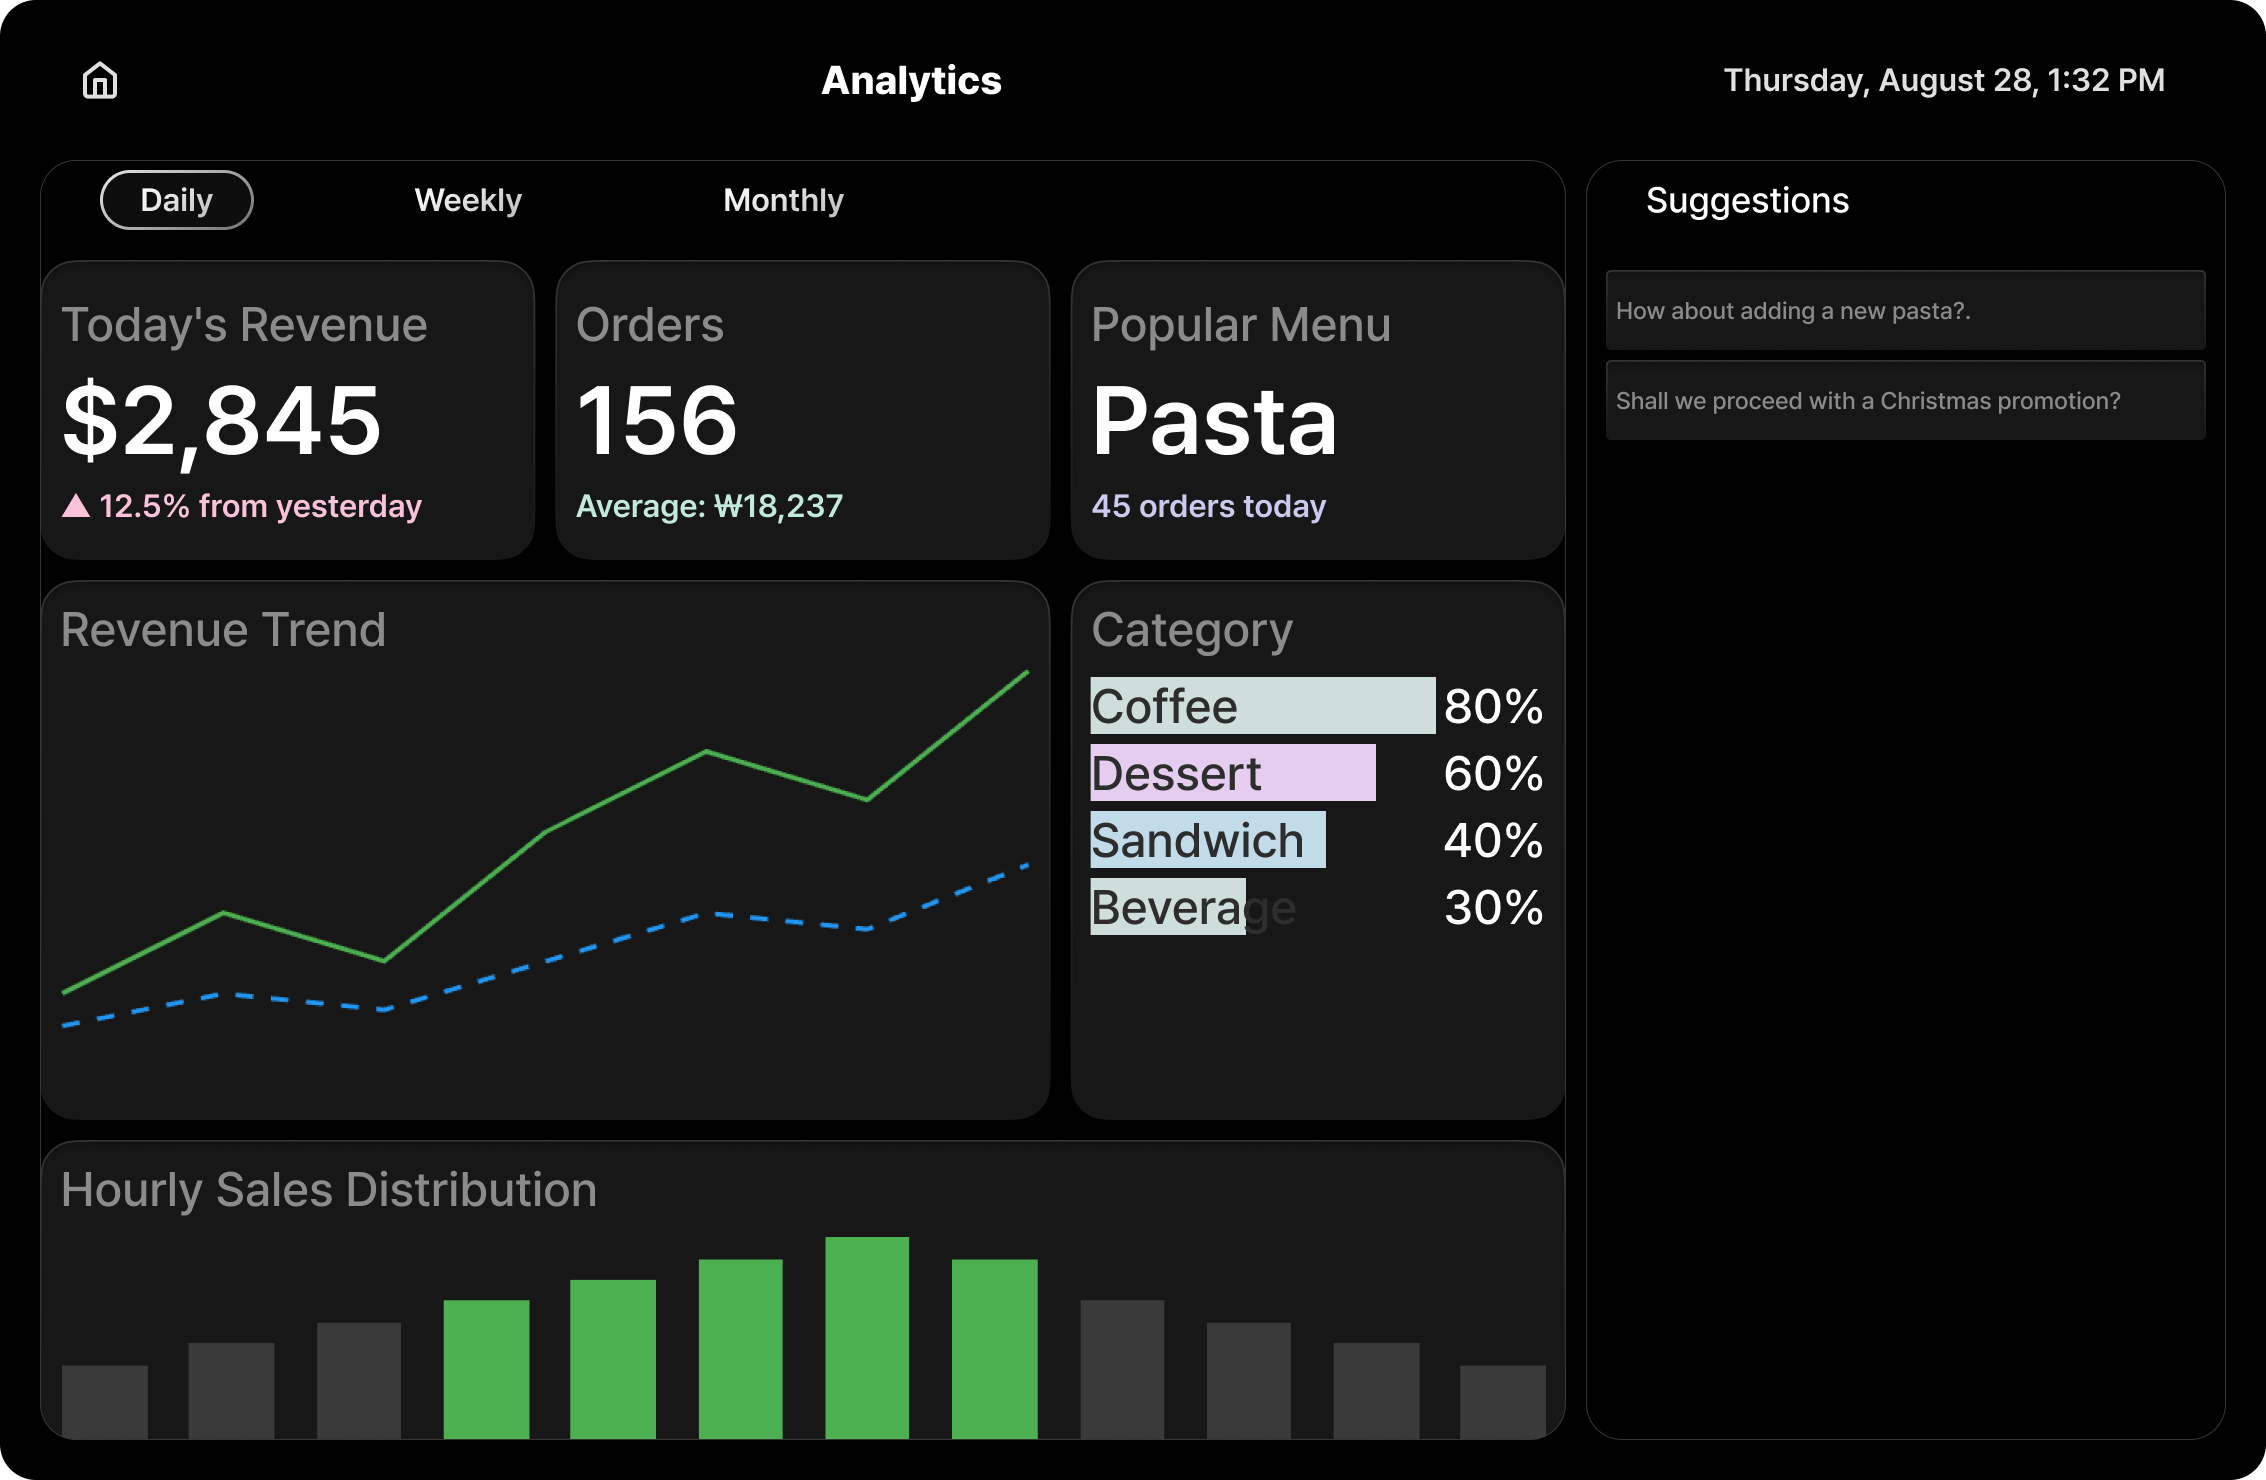 Analytics
Thursday, August 28, 1:32 PM
Daily
Weekly
Monthly
Today's Revenue
$2,845
▲ 12.5% from yesterday
Orders
156
Average: ₩18,237
Popular Menu
Pasta
45 orders today
Revenue Trend
Category
Coffee 80%
Dessert 60%
Sandwich 40%
Beverage 30%
Hourly Sales Distribution
Suggestions
How about adding a new pasta?.
Shall we proceed with a Christmas promotion?